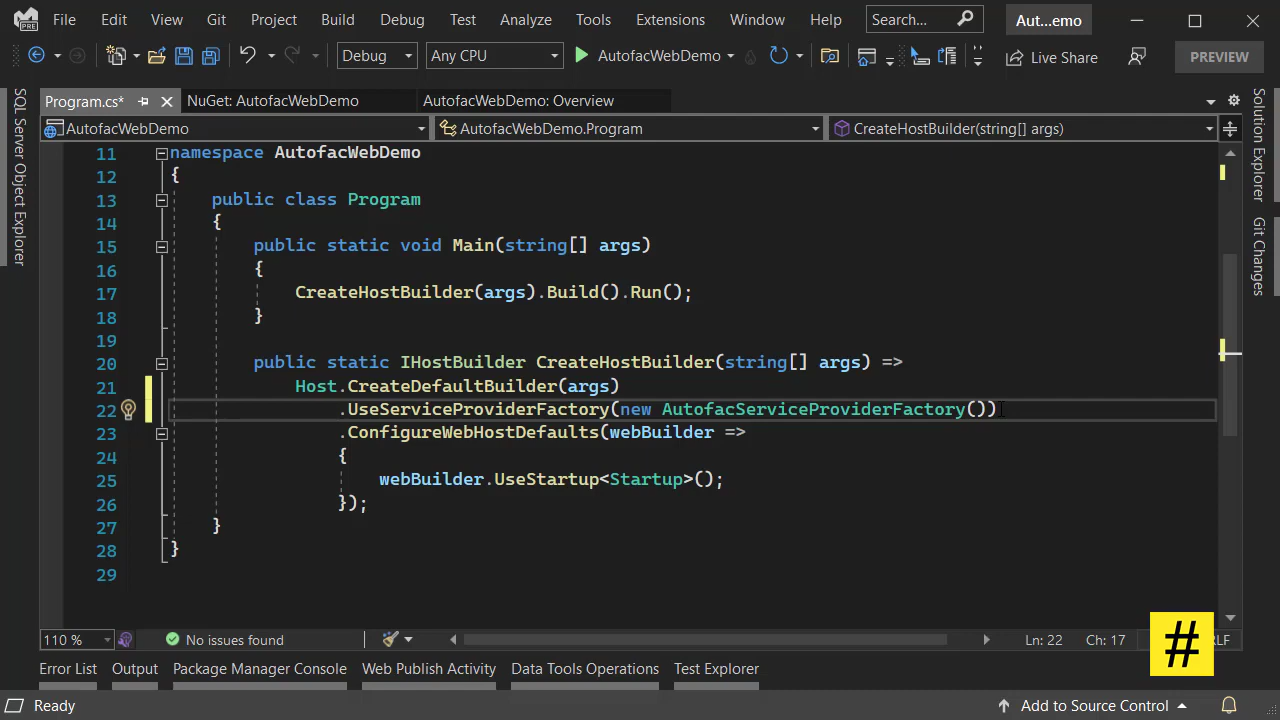 File Edit View Git Project Build Debug Test Analyze Tools Extensions Window Help Search... Aut...emo
PRE
Debug Any CPU AutofacWebDemo Live Share PREVIEW
Program.cs* NuGet: AutofacWebDemo AutofacWebDemo: Overview
AutofacWebDemo AutofacWebDemo.Program CreateHostBuilder(string[] args)
SQL Server Object Explorer
11 namespace AutofacWebDemo
12 {
13 public class Program
14 {
15 public static void Main(string[] args)
16 {
17 CreateHostBuilder(args).Build().Run();
18 }
19
20 public static IHostBuilder CreateHostBuilder(string[] args) =>
21 Host.CreateDefaultBuilder(args)
22 .UseServiceProviderFactory(new AutofacServiceProviderFactory())
23 .ConfigureWebHostDefaults(webBuilder =>
24 {
25 webBuilder.UseStartup<Startup>();
26 });
27 }
28 }
29
Solution Explorer
Git Changes
110 % No issues found Ln: 22 Ch: 17 LF
#
Error List Output Package Manager Console Web Publish Activity Data Tools Operations Test Explorer
Ready Add to Source Control